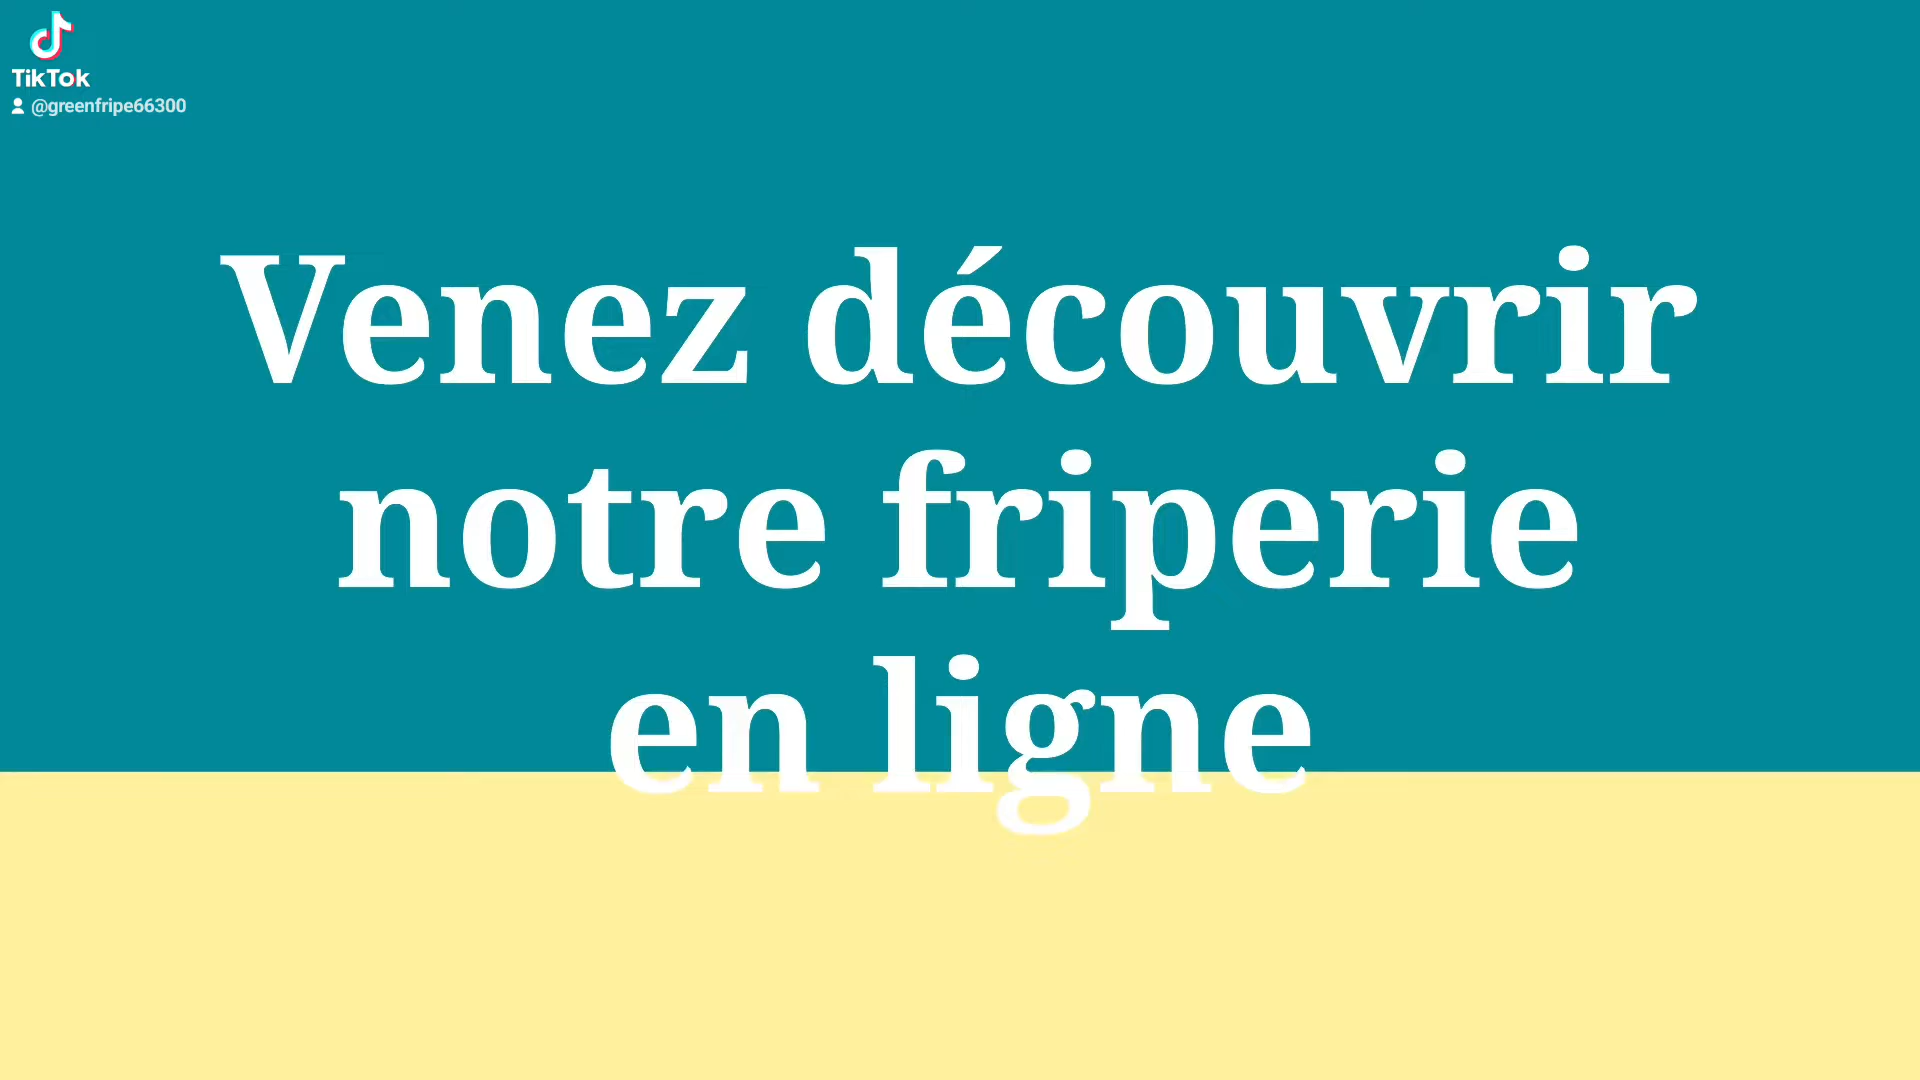 TikTok
@greenfripe66300
Venez découvrir
notre friperie
en ligne